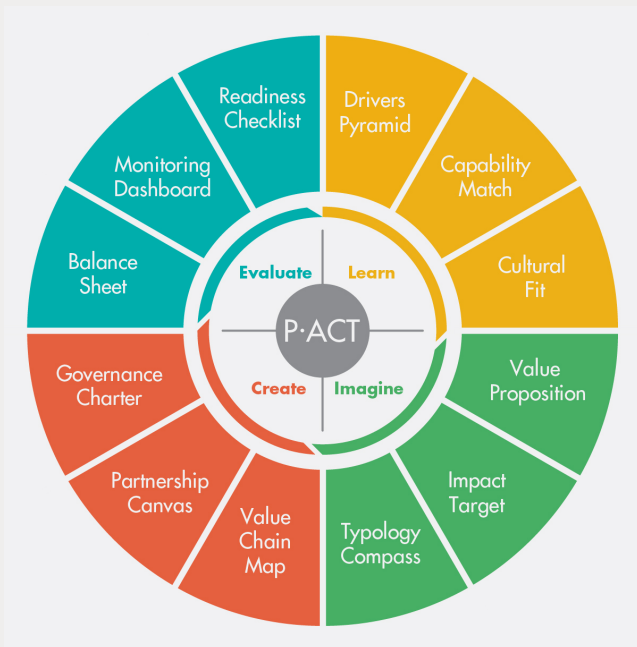 Readiness
Checklist
Drivers
Pyramid
Capability
Match
Cultural
Fit
Value
Proposition
Impact
Target
Typology
Compass
Value
Chain
Map
Partnership
Canvas
Governance
Charter
Balance
Sheet
Monitoring
Dashboard
Evaluate
Learn
P·ACT
Create
Imagine